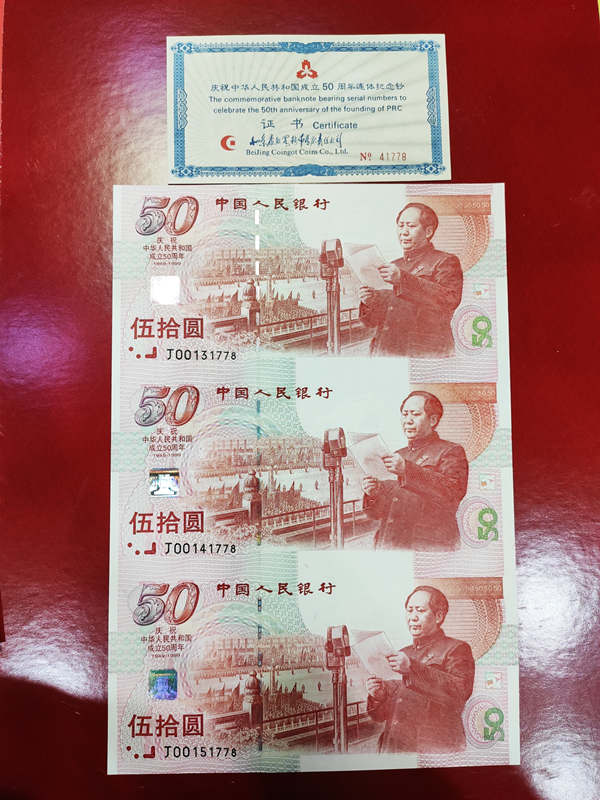 庆祝中华人民共和国成立50周年连体纪念钞
The commemorative banknote bearing serial numbers to
celebrate the 50th anniversary of the founding of PRC
证 书 Certificate
BeiJing Coingot Coins Co., Ltd.
No 41778
50
中国人民银行
庆祝
中华人民共和国
成立50周年
1949-1999
伍拾圆
50
J00131778
50
中国人民银行
庆祝
中华人民共和国
成立50周年
1949-1999
伍拾圆
50
J00141778
50
中国人民银行
庆祝
中华人民共和国
成立50周年
1949-1999
伍拾圆
50
J00151778